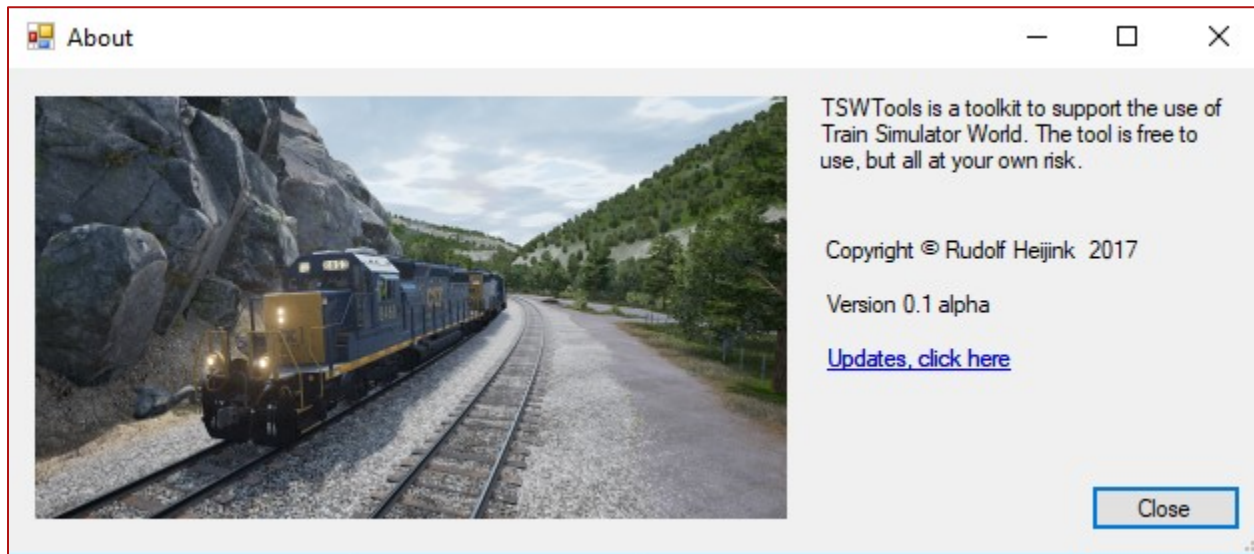 About
TSWTools is a toolkit to support the use of
Train Simulator World. The tool is free to
use, but all at your own risk.
Copyright © Rudolf Heijink 2017
Version 0.1 alpha
Updates, click here
Close